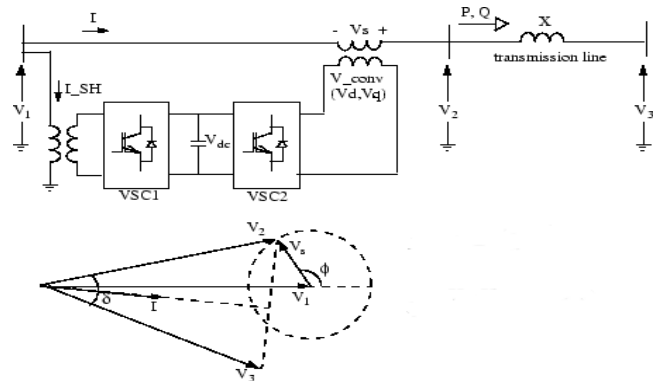 P, Q
I
- Vs +
X
transmission line
V_conv
(Vd,Vq)
I_SH
V1
V2
V3
Vdc
VSC1
VSC2
V2
Vs
ϕ
V1
δ
I
V3